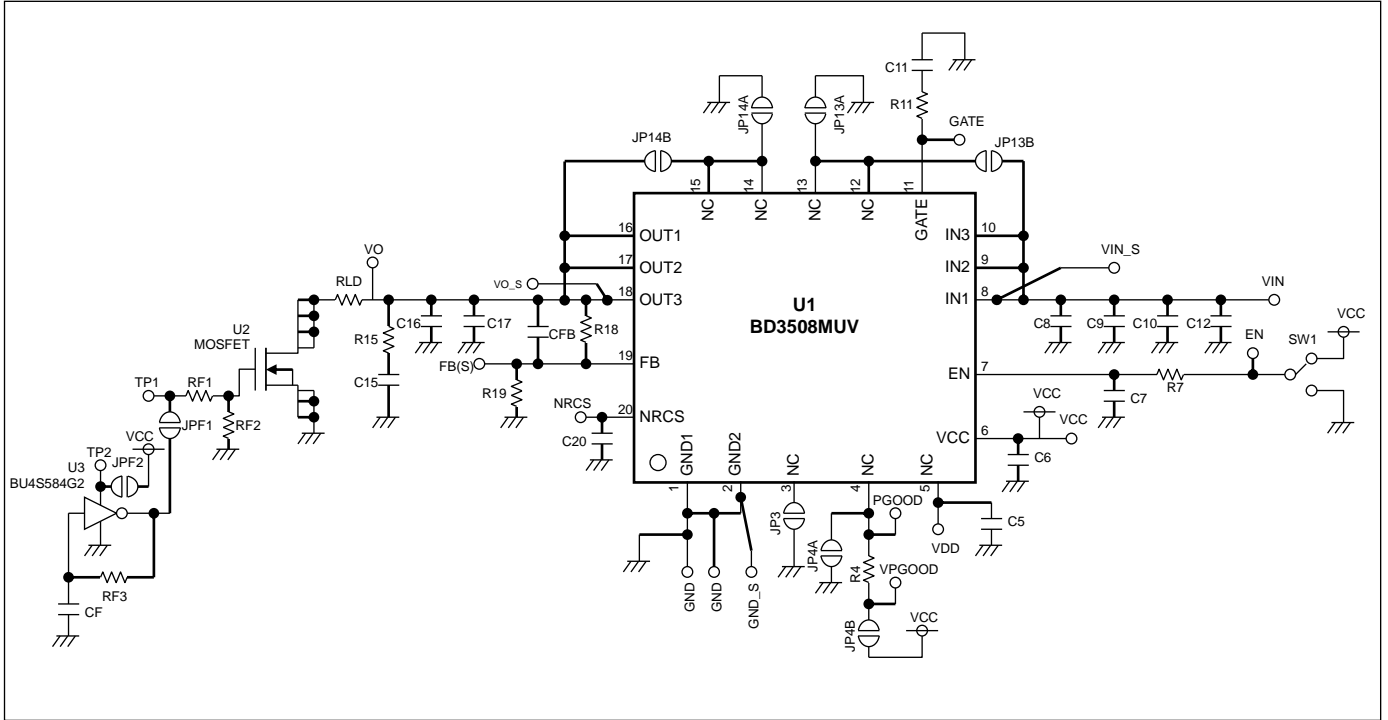 C11
R11
GATE
JP14A
JP13A
JP14B
JP13B
15
14
13
12
11
NC
NC
NC
NC
GATE
16
OUT1
17
OUT2
18
OUT3
19
FB
20
NRCS
IN3
10
IN2
9
IN1
8
EN
7
VCC
6
U1
BD3508MUV
GND1
GND2
NC
NC
NC
1
2
3
4
5
VIN_S
VIN
C8
C9
C10
C12
VCC
EN
SW1
R7
C7
VCC
VCC
C6
VO
RLD
VO_S
C16
C17
CFB
R18
R15
C15
FB(S)
R19
NRCS
C20
U2
MOSFET
TP1
RF1
RF2
JPF1
VCC
TP2
JPF2
U3
BU4S584G2
RF3
CF
GND
GND
GND_S
JP3
JP4A
PGOOD
R4
VPGOOD
JP4B
VCC
VDD
C5